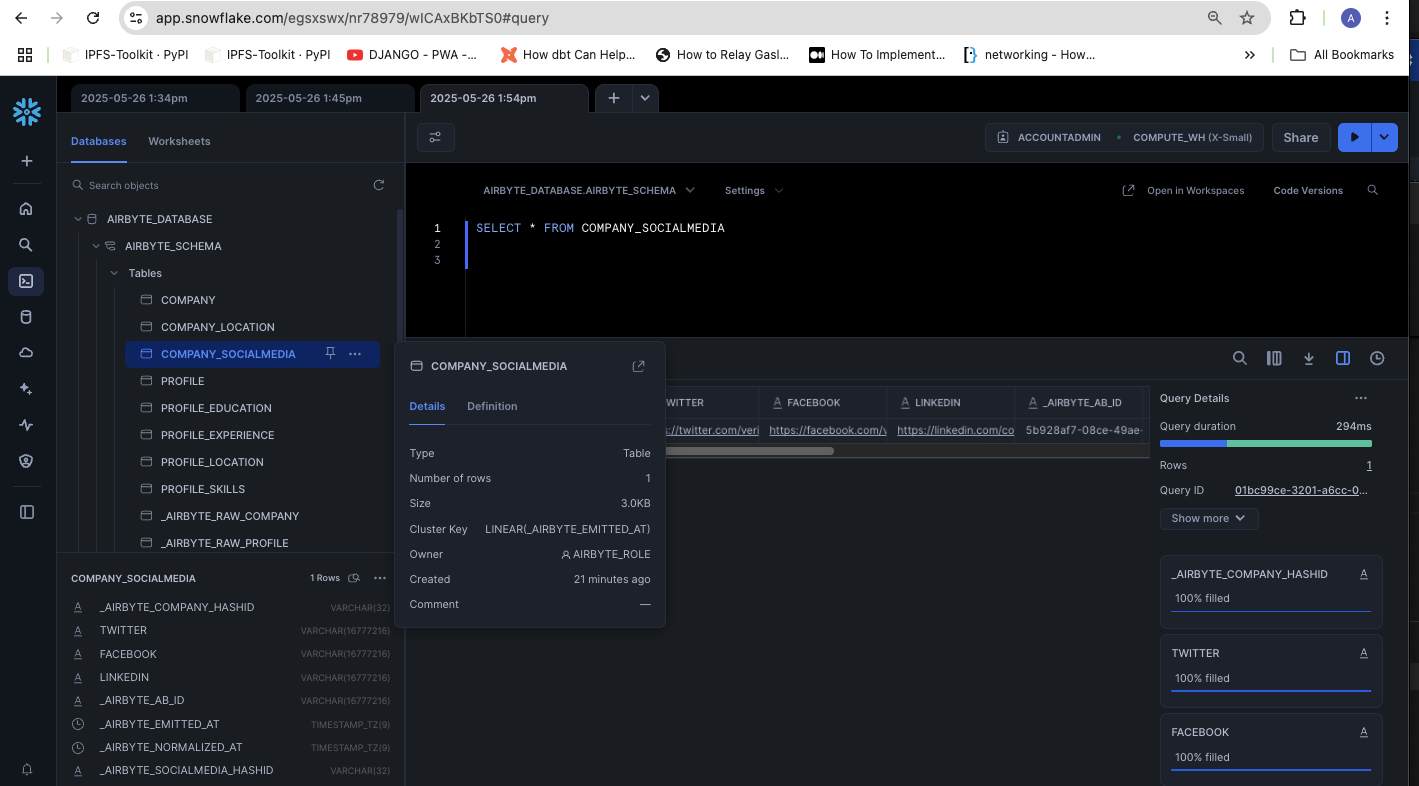 app.snowflake.com/egsxswx/nr78979/wICAxBKbTS0#query
A
IPFS-Toolkit · PyPI
IPFS-Toolkit · PyPI
DJANGO - PWA -...
How dbt Can Help...
How to Relay Gasl...
How To Implement...
networking - How...
All Bookmarks
2025-05-26 1:34pm
2025-05-26 1:45pm
2025-05-26 1:54pm
Databases
Worksheets
ACCOUNTADMIN
COMPUTE_WH (X-Small)
Share
Search objects
AIRBYTE_DATABASE
AIRBYTE_SCHEMA
Tables
COMPANY
COMPANY_LOCATION
COMPANY_SOCIALMEDIA
PROFILE
PROFILE_EDUCATION
PROFILE_EXPERIENCE
PROFILE_LOCATION
PROFILE_SKILLS
_AIRBYTE_RAW_COMPANY
_AIRBYTE_RAW_PROFILE
AIRBYTE_DATABASE.AIRBYTE_SCHEMA
Settings
Open in Workspaces
Code Versions
1 SELECT * FROM COMPANY_SOCIALMEDIA
2
3
COMPANY_SOCIALMEDIA
Details
Definition
Type Table
Number of rows 1
Size 3.0KB
Cluster Key LINEAR(_AIRBYTE_EMITTED_AT)
Owner AIRBYTE_ROLE
Created 21 minutes ago
Comment —
WITTER
FACEBOOK
LINKEDIN
_AIRBYTE_AB_ID
s://twitter.com/veri
https://facebook.com/v
https://linkedin.com/co
5b928af7-08ce-49ae-
Query Details
Query duration 294ms
Rows 1
Query ID 01bc99ce-3201-a6cc-0...
Show more
_AIRBYTE_COMPANY_HASHID
100% filled
TWITTER
100% filled
FACEBOOK
100% filled
COMPANY_SOCIALMEDIA 1 Rows
_AIRBYTE_COMPANY_HASHID VARCHAR(32)
TWITTER VARCHAR(16777216)
FACEBOOK VARCHAR(16777216)
LINKEDIN VARCHAR(16777216)
_AIRBYTE_AB_ID VARCHAR(16777216)
_AIRBYTE_EMITTED_AT TIMESTAMP_TZ(9)
_AIRBYTE_NORMALIZED_AT TIMESTAMP_TZ(9)
_AIRBYTE_SOCIALMEDIA_HASHID VARCHAR(32)